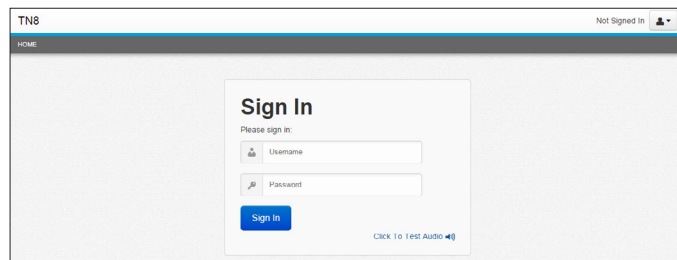 TN8
Not Signed In
HOME
Sign In
Please sign in:
Username
Password
Sign In
Click To Test Audio